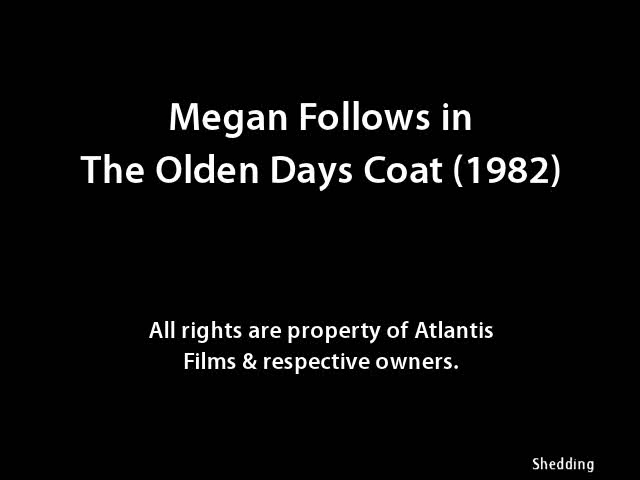 Megan Follows in
The Olden Days Coat (1982)
All rights are property of Atlantis
Films & respective owners.
Shedding